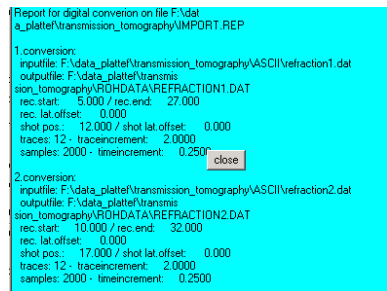 Report for digital converion on file F:\dat
a_plattef\transmission_tomography\IMPORT.REP
1.conversion:
inputfile: F:\data_plattef\transmission_tomography\ASCII\refraction1.dat
outputfile: F:\data_plattef\transmis
sion_tomography\ROHDATA\REFRACTION1.DAT
rec.start: 5.000 / rec.end: 27.000
rec. lat.offset: 0.000
shot pos.: 12.000 / shot lat.offset: 0.000
traces: 12 - traceincrement: 2.0000
samples: 2000 - timeincrement: 0.2500
close
2.conversion:
inputfile: F:\data_plattef\transmission_tomography\ASCII\refraction2.dat
outputfile: F:\data_plattef\transmis
sion_tomography\ROHDATA\REFRACTION2.DAT
rec.start: 10.000 / rec.end: 32.000
rec. lat.offset: 0.000
shot pos.: 17.000 / shot lat.offset: 0.000
traces: 12 - traceincrement: 2.0000
samples: 2000 - timeincrement: 0.2500